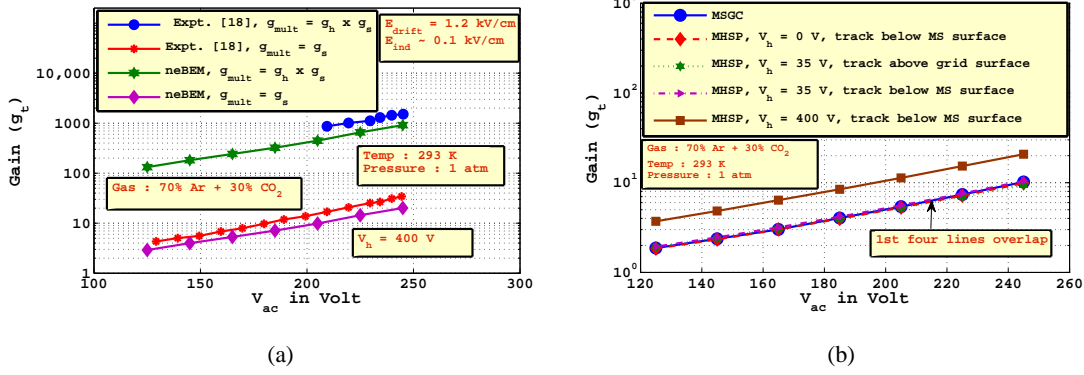 Expt. [18], g_mult = g_h x g_s
Expt. [18], g_mult = g_s
neBEM, g_mult = g_h x g_s
neBEM, g_mult = g_s
E_drift = 1.2 kV/cm
E_ind ~ 0.1 kV/cm
Temp : 293 K
Pressure : 1 atm
Gas : 70% Ar + 30% CO2
V_h = 400 V
10,000
1000
100
10
1
100
150
200
250
300
Gain (g_t)
V_ac in Volt
(a)
MSGC
MHSP, V_h = 0 V, track below MS surface
MHSP, V_h = 35 V, track above grid surface
MHSP, V_h = 35 V, track below MS surface
MHSP, V_h = 400 V, track below MS surface
Gas : 70% Ar + 30% CO2
Temp : 293 K
Pressure : 1 atm
1st four lines overlap
10^2
10^1
10^0
120
140
160
180
200
220
240
260
Gain (g_t)
V_ac in Volt
(b)